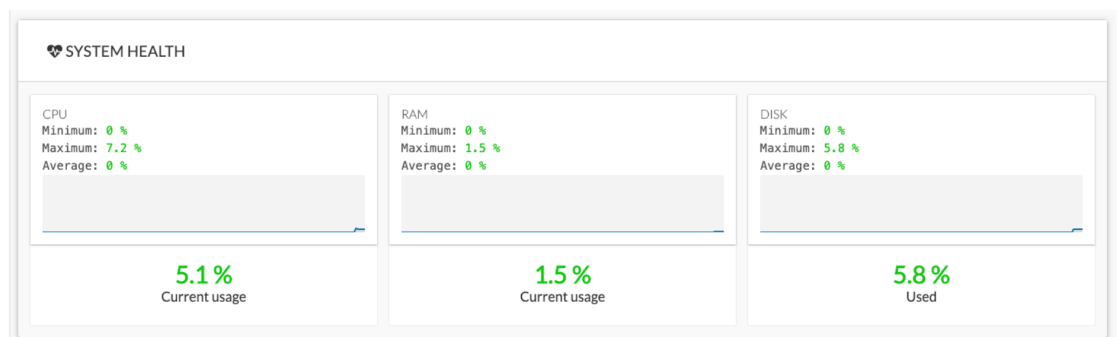 SYSTEM HEALTH
CPU
Minimum: 0 %
Maximum: 7.2 %
Average: 0 %
5.1 %
Current usage
RAM
Minimum: 0 %
Maximum: 1.5 %
Average: 0 %
1.5 %
Current usage
DISK
Minimum: 0 %
Maximum: 5.8 %
Average: 0 %
5.8 %
Used